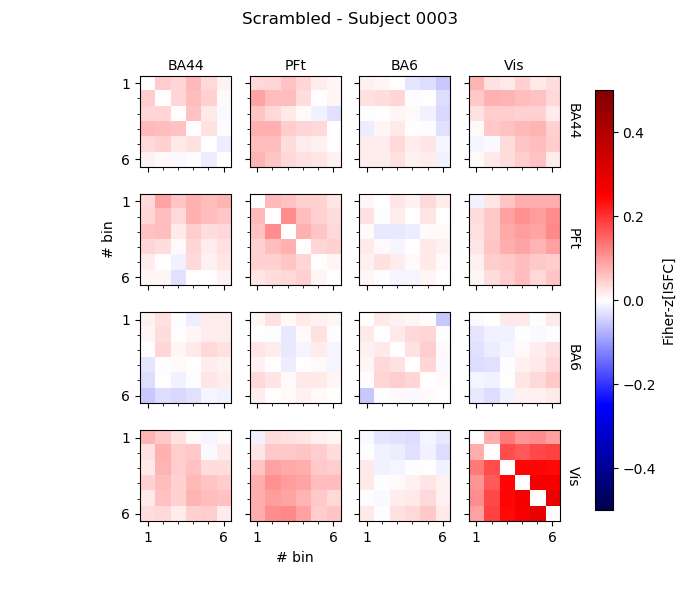 Scrambled - Subject 0003
BA44 PFt BA6 Vis
1
6
BA44
1
6
PFt
1
6
BA6
1
6
Vis
# bin
1 6 1 6 1 6 1 6
# bin
0.4
0.2
0.0
−0.2
−0.4
Fiher-z[ISFC]